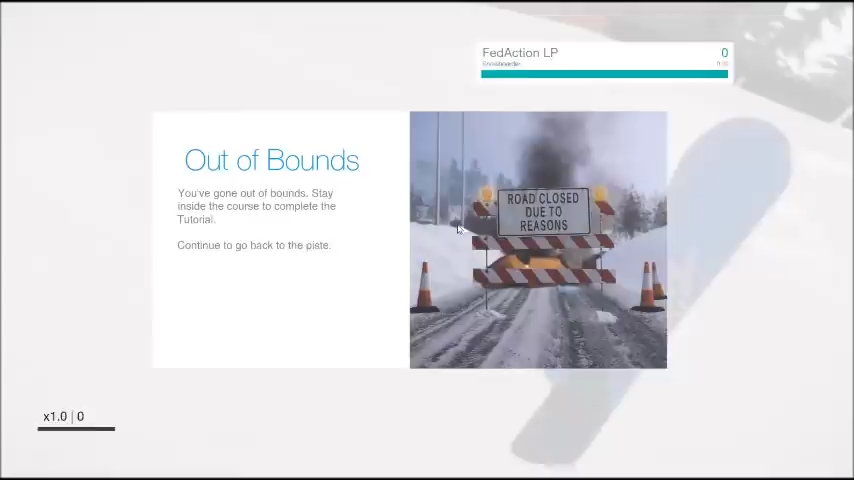 FedAction LP 0
Snowboarder
Out of Bounds
You've gone out of bounds. Stay
inside the course to complete the
Tutorial.
Continue to go back to the piste.
ROAD CLOSED
DUE TO
REASONS
x1.0 | 0